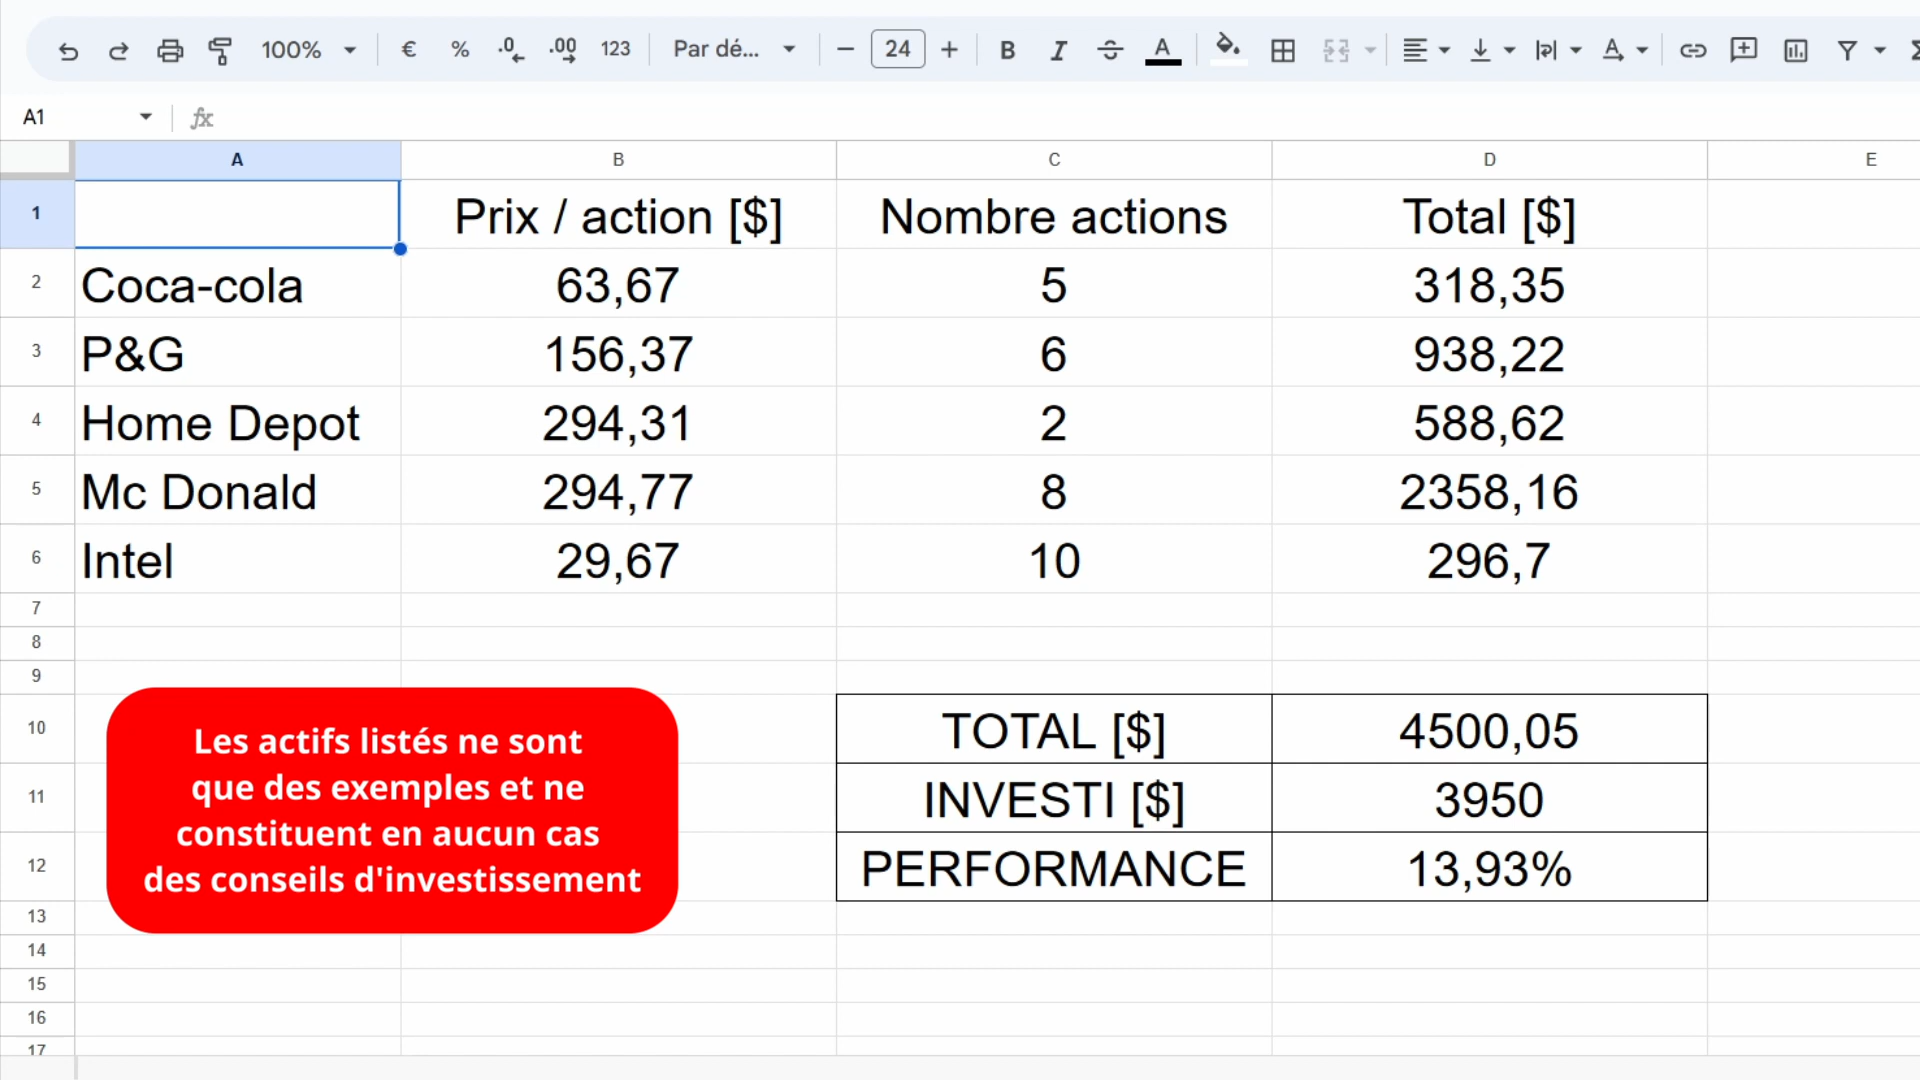 100% € % .0 .00 123 Par dé... − 24 + B I A A
A1 fx
A B C D E
1 Prix / action [$] Nombre actions Total [$]
2 Coca-cola 63,67 5 318,35
3 P&G 156,37 6 938,22
4 Home Depot 294,31 2 588,62
5 Mc Donald 294,77 8 2358,16
6 Intel 29,67 10 296,7
7
8
9
10 TOTAL [$] 4500,05
11 INVESTI [$] 3950
12 PERFORMANCE 13,93%
13
14
15
16
17
Les actifs listés ne sont
que des exemples et ne
constituent en aucun cas
des conseils d'investissement